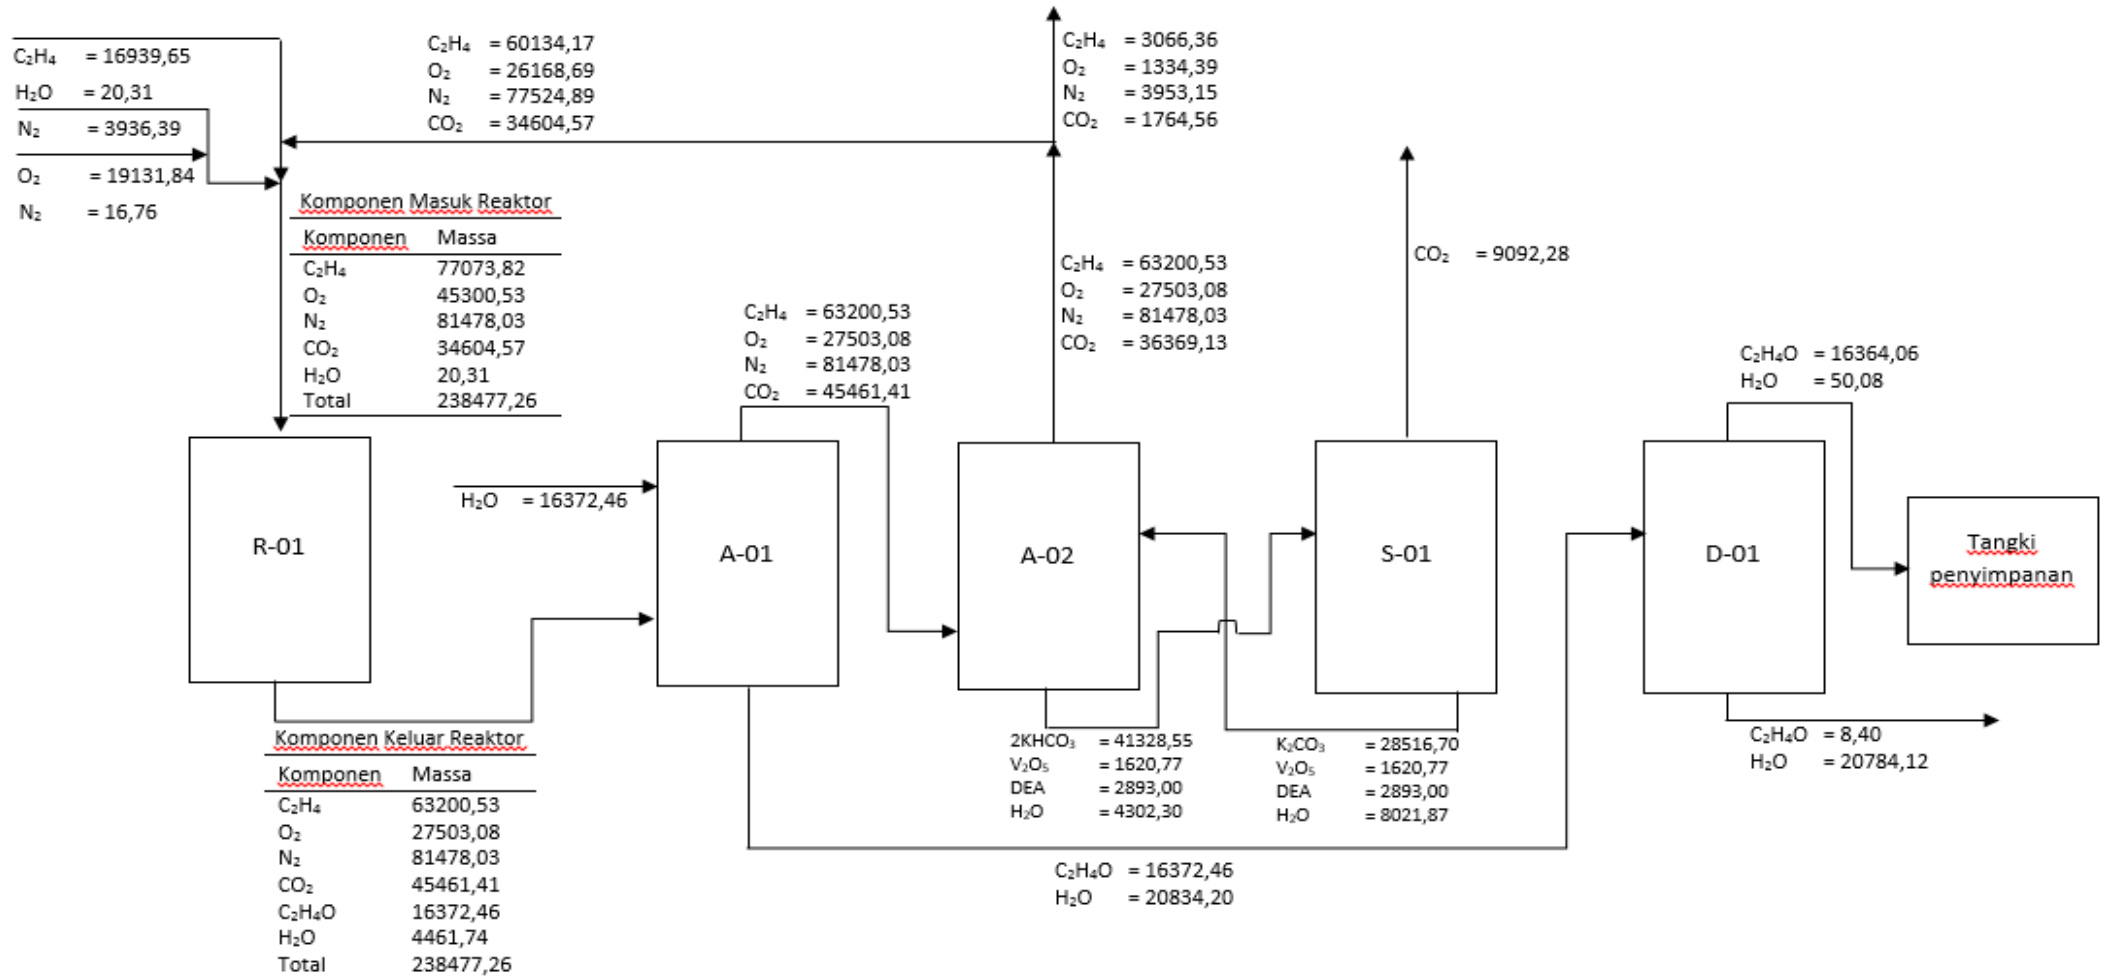 C₂H₄ = 16939,65
H₂O = 20,31
N₂ = 3936,39
O₂ = 19131,84
N₂ = 16,76
C₂H₄ = 60134,17
O₂ = 26168,69
N₂ = 77524,89
CO₂ = 34604,57
C₂H₄ = 3066,36
O₂ = 1334,39
N₂ = 3953,15
CO₂ = 1764,56
Komponen Masuk Reaktor
Komponen Massa
C₂H₄ 77073,82
O₂ 45300,53
N₂ 81478,03
CO₂ 34604,57
H₂O 20,31
Total 238477,26
C₂H₄ = 63200,53
O₂ = 27503,08
N₂ = 81478,03
CO₂ = 45461,41
C₂H₄ = 63200,53
O₂ = 27503,08
N₂ = 81478,03
CO₂ = 36369,13
CO₂ = 9092,28
C₂H₄O = 16364,06
H₂O = 50,08
H₂O = 16372,46
R-01
A-01
A-02
S-01
D-01
Tangki
penyimpanan
Komponen Keluar Reaktor
Komponen Massa
C₂H₄ 63200,53
O₂ 27503,08
N₂ 81478,03
CO₂ 45461,41
C₂H₄O 16372,46
H₂O 4461,74
Total 238477,26
2KHCO₃ = 41328,55
V₂O₅ = 1620,77
DEA = 2893,00
H₂O = 4302,30
K₂CO₃ = 28516,70
V₂O₅ = 1620,77
DEA = 2893,00
H₂O = 8021,87
C₂H₄O = 8,40
H₂O = 20784,12
C₂H₄O = 16372,46
H₂O = 20834,20